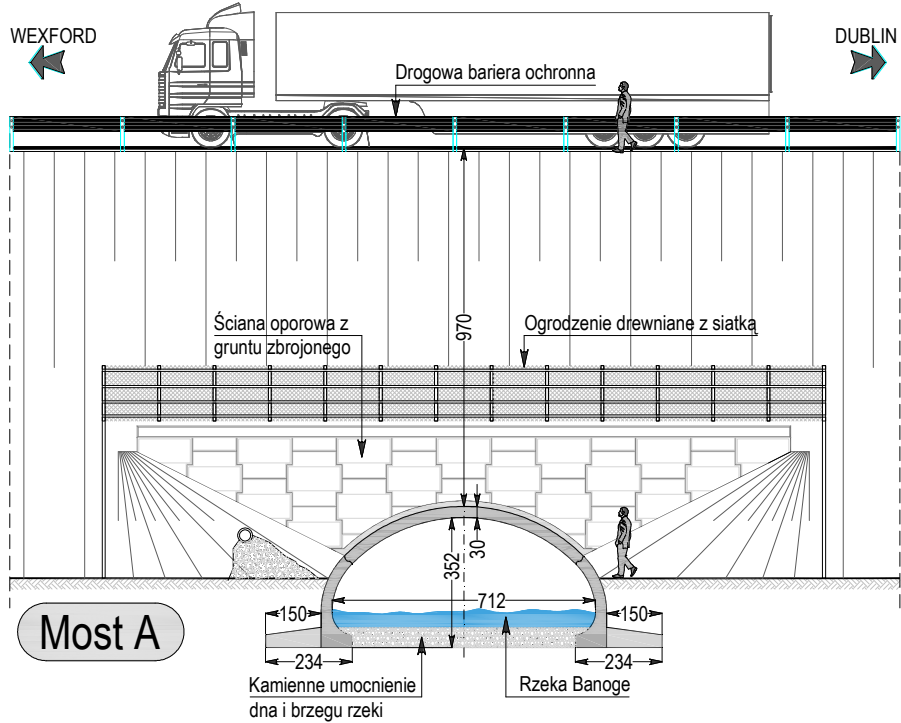 WEXFORD
DUBLIN
Drogowa bariera ochronna
970
Ściana oporowa z
gruntu zbrojonego
Ogrodzenie drewniane z siatką
30
352
712
150
150
234
234
Most A
Kamienne umocnienie
dna i brzegu rzeki
Rzeka Banoge